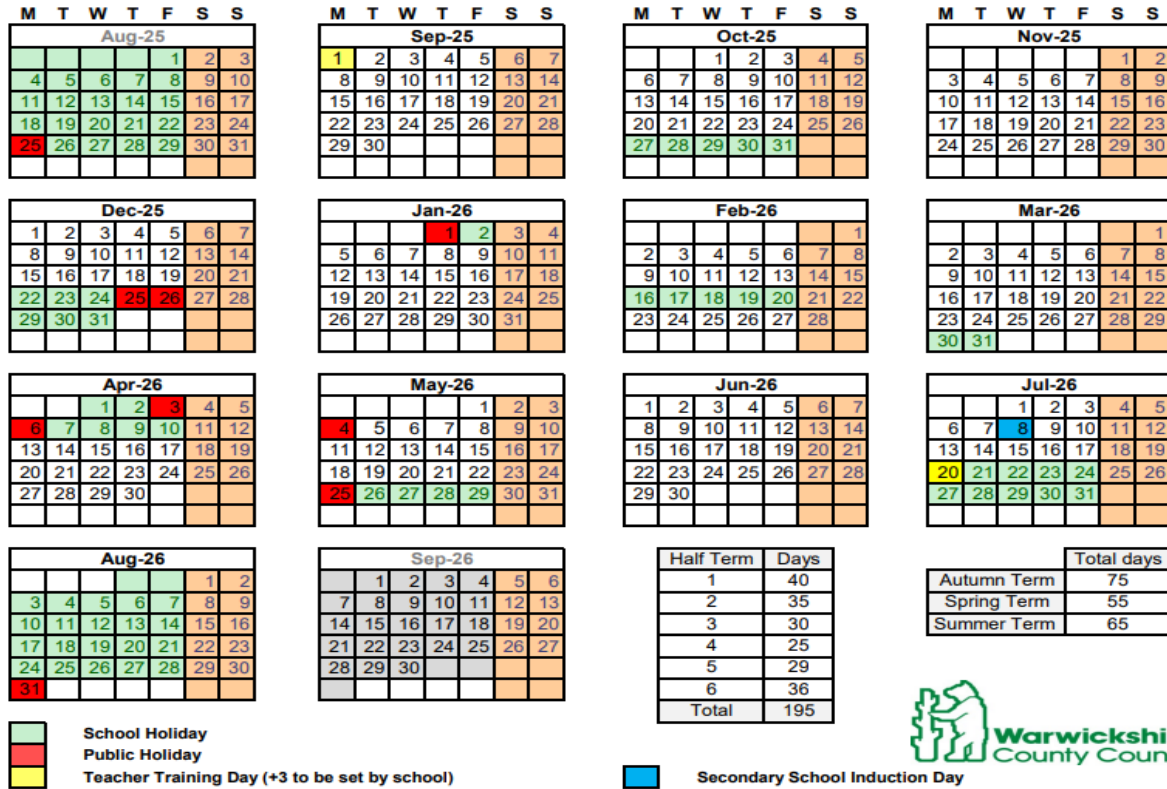 M T W T F S S M T W T F S S M T W T F S S M T W T F S S
Aug-25 Sep-25 Oct-25 Nov-25
1 2 3 1 2 3 4 5 6 7 1 2 3 4 5 1 2
4 5 6 7 8 9 10 8 9 10 11 12 13 14 6 7 8 9 10 11 12 3 4 5 6 7 8 9
11 12 13 14 15 16 17 15 16 17 18 19 20 21 13 14 15 16 17 18 19 10 11 12 13 14 15 16
18 19 20 21 22 23 24 22 23 24 25 26 27 28 20 21 22 23 24 25 26 17 18 19 20 21 22 23
25 26 27 28 29 30 31 29 30 27 28 29 30 31 24 25 26 27 28 29 30
Dec-25 Jan-26 Feb-26 Mar-26
1 2 3 4 5 6 7 1 2 3 4 1 1
8 9 10 11 12 13 14 5 6 7 8 9 10 11 2 3 4 5 6 7 8 2 3 4 5 6 7 8
15 16 17 18 19 20 21 12 13 14 15 16 17 18 9 10 11 12 13 14 15 9 10 11 12 13 14 15
22 23 24 25 26 27 28 19 20 21 22 23 24 25 16 17 18 19 20 21 22 16 17 18 19 20 21 22
29 30 31 26 27 28 29 30 31 23 24 25 26 27 28 23 24 25 26 27 28 29
30 31
Apr-26 May-26 Jun-26 Jul-26
1 2 3 4 5 1 2 3 1 2 3 4 5 6 7 1 2 3 4 5
6 7 8 9 10 11 12 4 5 6 7 8 9 10 8 9 10 11 12 13 14 6 7 8 9 10 11 12
13 14 15 16 17 18 19 11 12 13 14 15 16 17 15 16 17 18 19 20 21 13 14 15 16 17 18 19
20 21 22 23 24 25 26 18 19 20 21 22 23 24 22 23 24 25 26 27 28 20 21 22 23 24 25 26
27 28 29 30 25 26 27 28 29 30 31 29 30 27 28 29 30 31
Aug-26 Sep-26
1 2 1 2 3 4 5 6
3 4 5 6 7 8 9 7 8 9 10 11 12 13
10 11 12 13 14 15 16 14 15 16 17 18 19 20
17 18 19 20 21 22 23 21 22 23 24 25 26 27
24 25 26 27 28 29 30 28 29 30
31
Half Term Days
1 40
2 35
3 30
4 25
5 29
6 36
Total 195
Total days
Autumn Term 75
Spring Term 55
Summer Term 65
School Holiday
Public Holiday
Teacher Training Day (+3 to be set by school)
Secondary School Induction Day
Warwickshi
County Coun